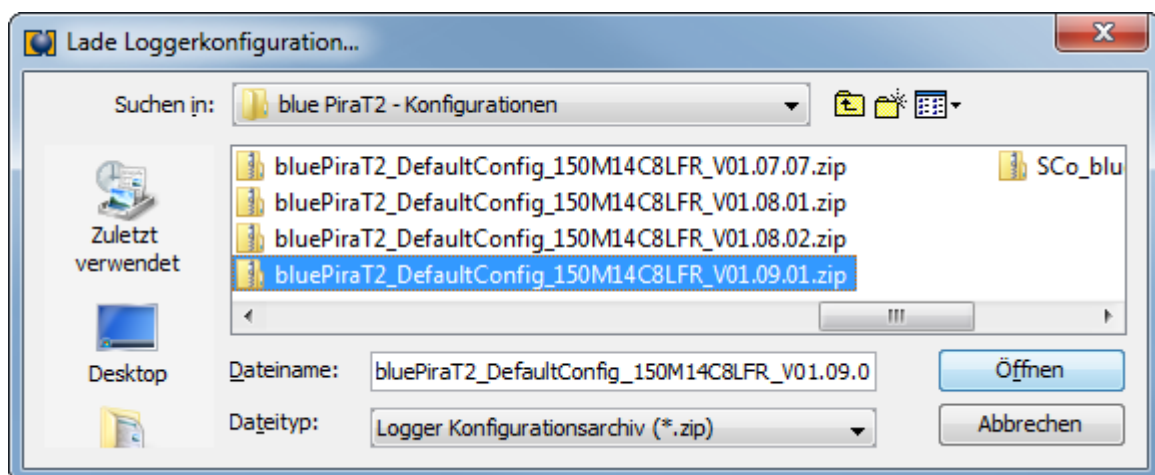 Lade Loggerkonfiguration...
Suchen in: blue PiraT2 - Konfigurationen
bluePiraT2_DefaultConfig_150M14C8LFR_V01.07.07.zip SCo_blu
bluePiraT2_DefaultConfig_150M14C8LFR_V01.08.01.zip
bluePiraT2_DefaultConfig_150M14C8LFR_V01.08.02.zip
bluePiraT2_DefaultConfig_150M14C8LFR_V01.09.01.zip
Zuletzt
verwendet
Desktop
Dateiname: bluePiraT2_DefaultConfig_150M14C8LFR_V01.09.0 Öffnen
Dateityp: Logger Konfigurationsarchiv (*.zip) Abbrechen